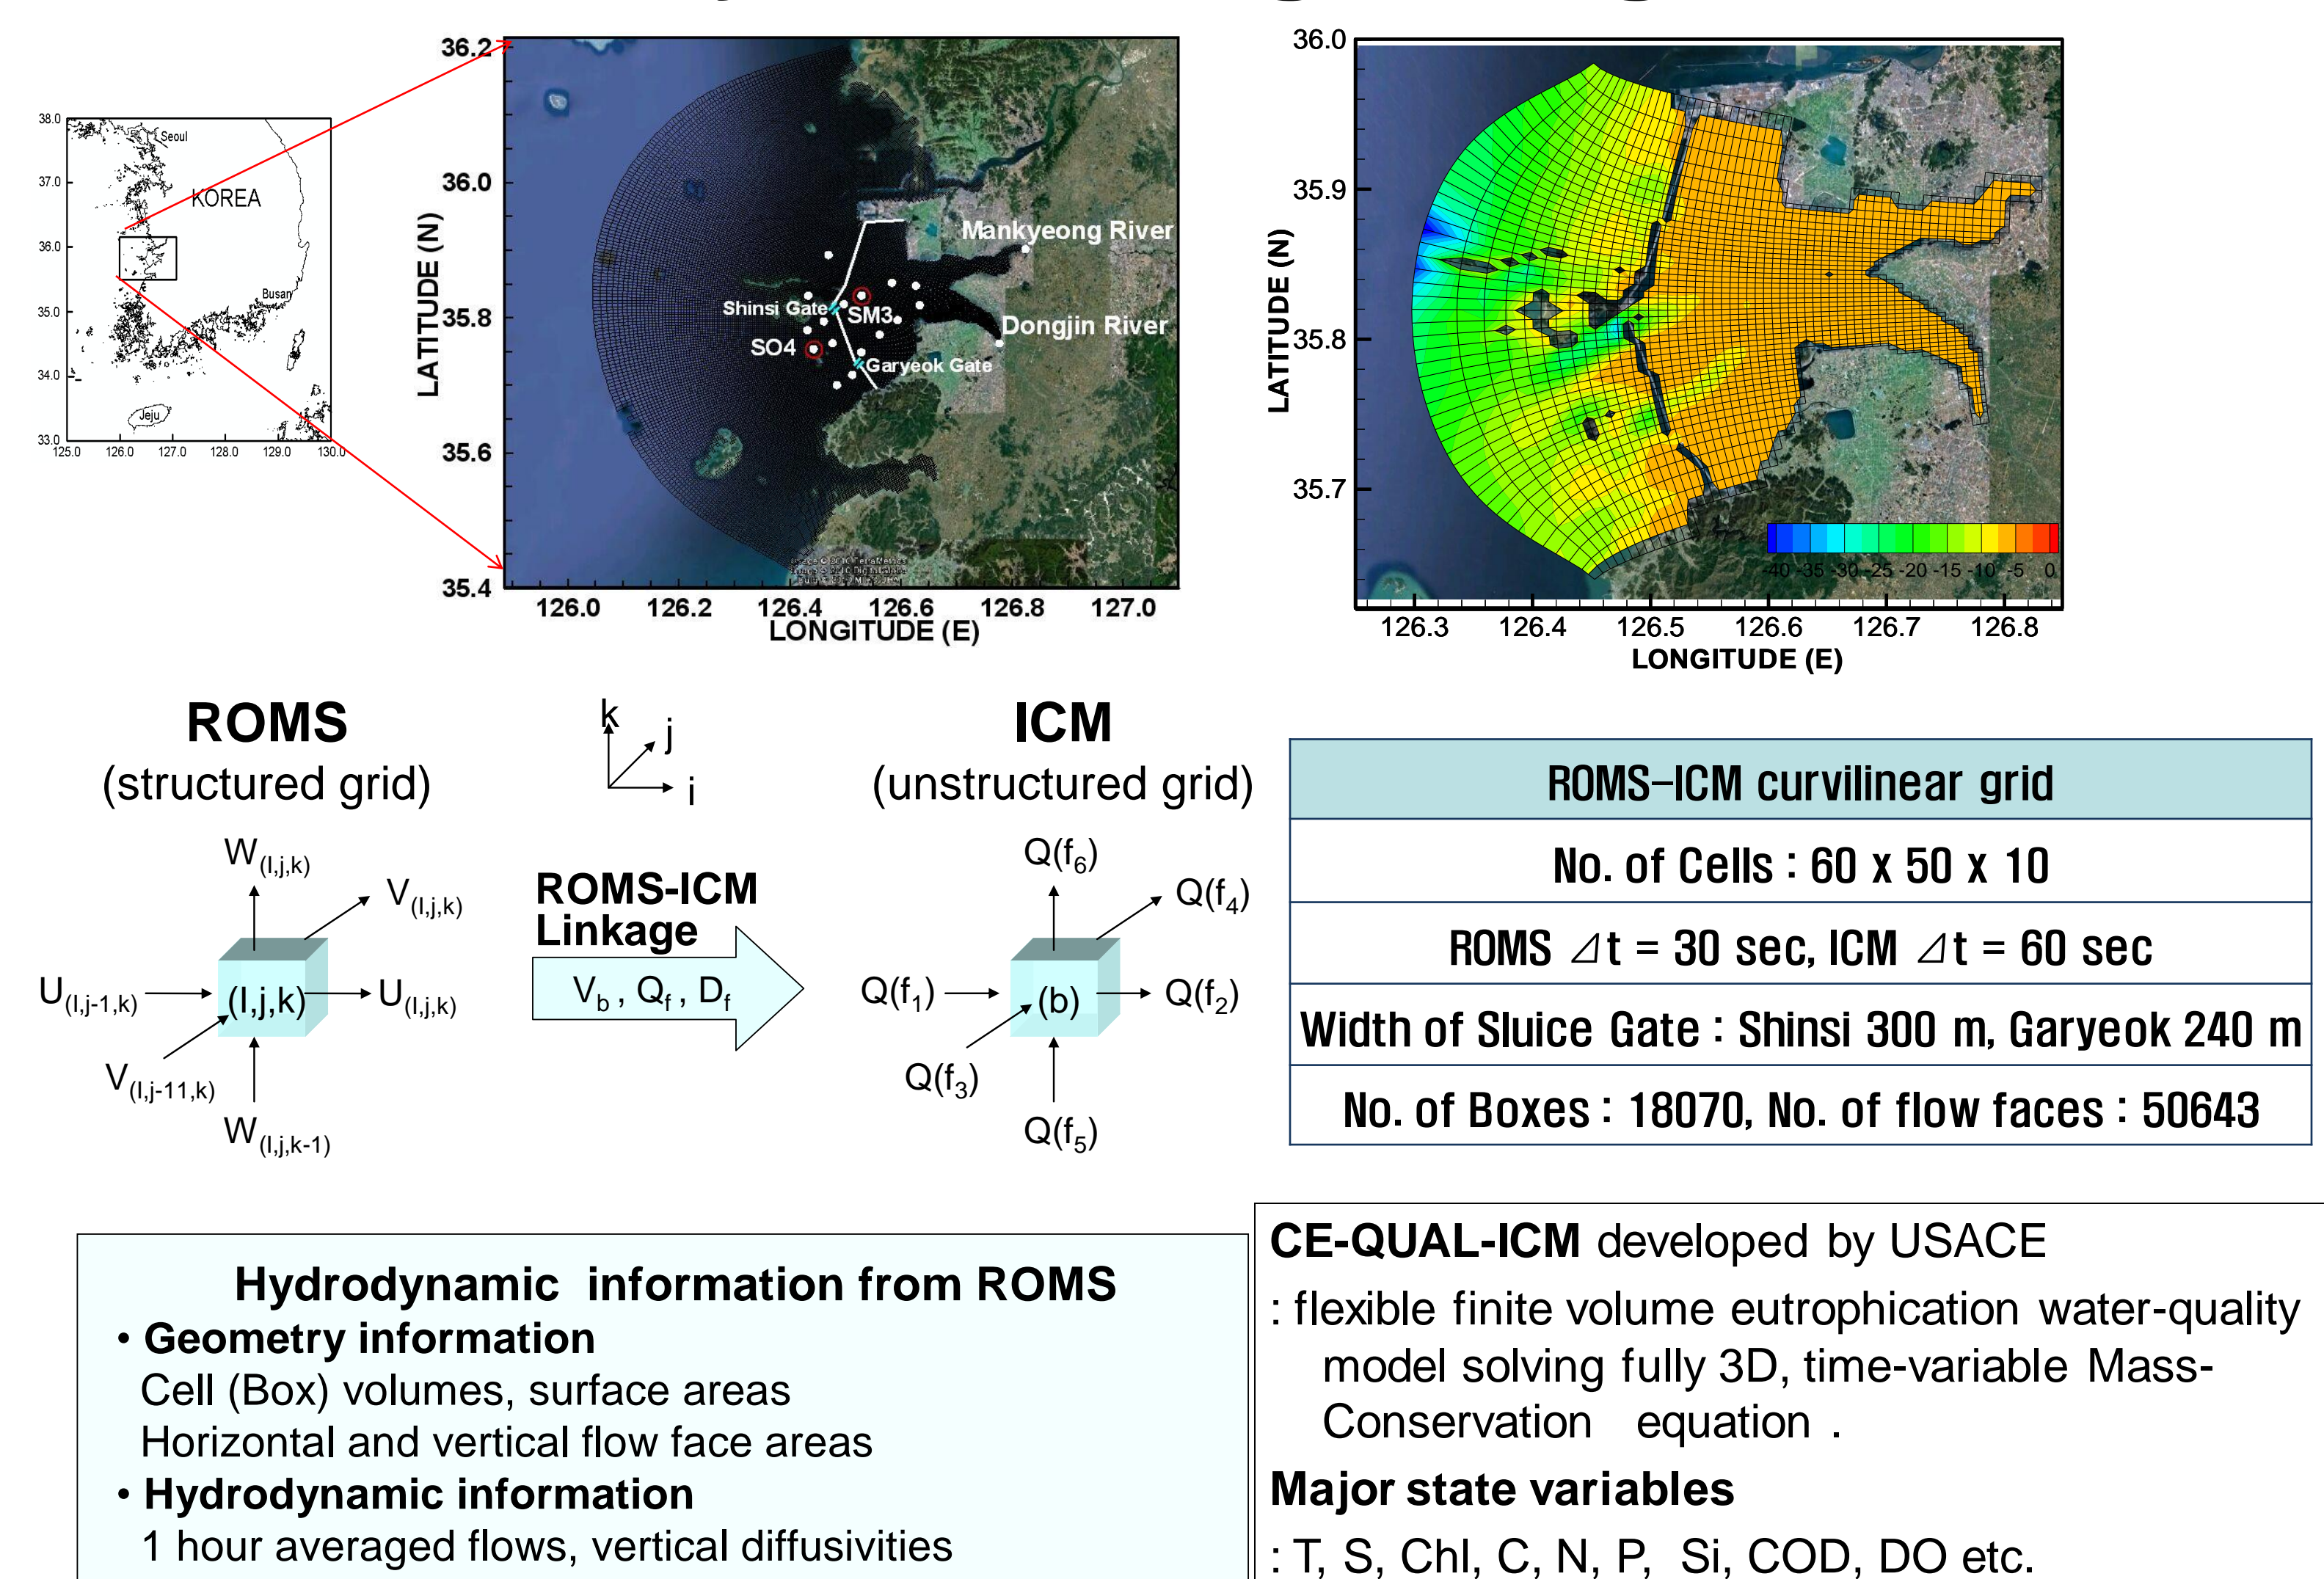 38.0
37.0
36.0
35.0
34.0
33.0
125.0 126.0 127.0 128.0 129.0 130.0
Seoul
KOREA
Busan
Jeju
36.2
36.0
35.8
35.6
35.4
LATITUDE (N)
126.0 126.2 126.4 126.6 126.8 127.0
LONGITUDE (E)
Mankyeong River
Shinsi Gate
SM3
Dongjin River
SO4
Garyeok Gate
36.0
35.9
35.8
35.7
LATITUDE (N)
-40 -35 -30 -25 -20 -15 -10 -5 0
126.3 126.4 126.5 126.6 126.7 126.8
LONGITUDE (E)
ROMS
(structured grid)
W(I,j,k)
V(I,j,k)
U(I,j-1,k)
(I,j,k)
U(I,j,k)
V(I,j-11,k)
W(I,j,k-1)
k
j
i
ROMS-ICM
Linkage
Vb , Qf , Df
ICM
(unstructured grid)
Q(f6)
Q(f4)
Q(f1)
(b)
Q(f2)
Q(f3)
Q(f5)
ROMS-ICM curvilinear grid
No. of Cells : 60 x 50 x 10
ROMS ⊿t = 30 sec, ICM ⊿t = 60 sec
Width of Sluice Gate : Shinsi 300 m, Garyeok 240 m
No. of Boxes : 18070, No. of flow faces : 50643
Hydrodynamic information from ROMS
• Geometry information
Cell (Box) volumes, surface areas
Horizontal and vertical flow face areas
• Hydrodynamic information
1 hour averaged flows, vertical diffusivities
CE-QUAL-ICM developed by USACE
: flexible finite volume eutrophication water-quality
model solving fully 3D, time-variable Mass-
Conservation equation .
Major state variables
: T, S, Chl, C, N, P, Si, COD, DO etc.